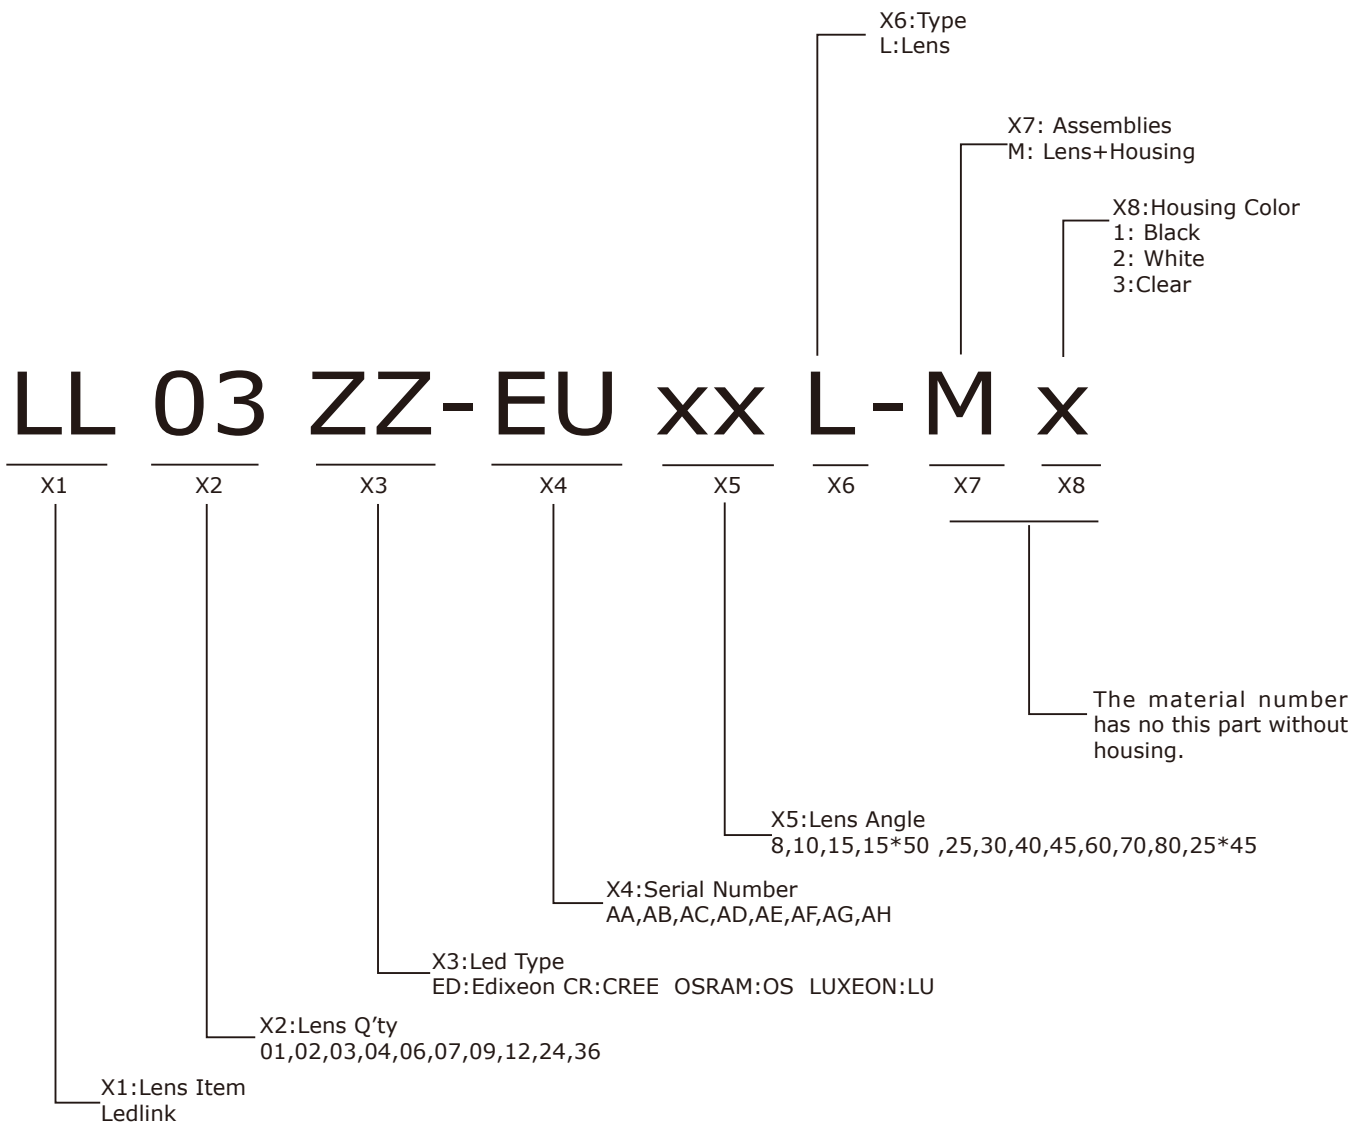 X6:Type
L:Lens
X7: Assemblies
M: Lens+Housing
X8:Housing Color
1: Black
2: White
3:Clear
LL 03 ZZ-EU xx L-M x
X1 X2 X3 X4 X5 X6 X7 X8
The material number
has no this part without
housing.
X5:Lens Angle
8,10,15,15*50 ,25,30,40,45,60,70,80,25*45
X4:Serial Number
AA,AB,AC,AD,AE,AF,AG,AH
X3:Led Type
ED:Edixeon CR:CREE OSRAM:OS LUXEON:LU
X2:Lens Q’ty
01,02,03,04,06,07,09,12,24,36
X1:Lens Item
Ledlink